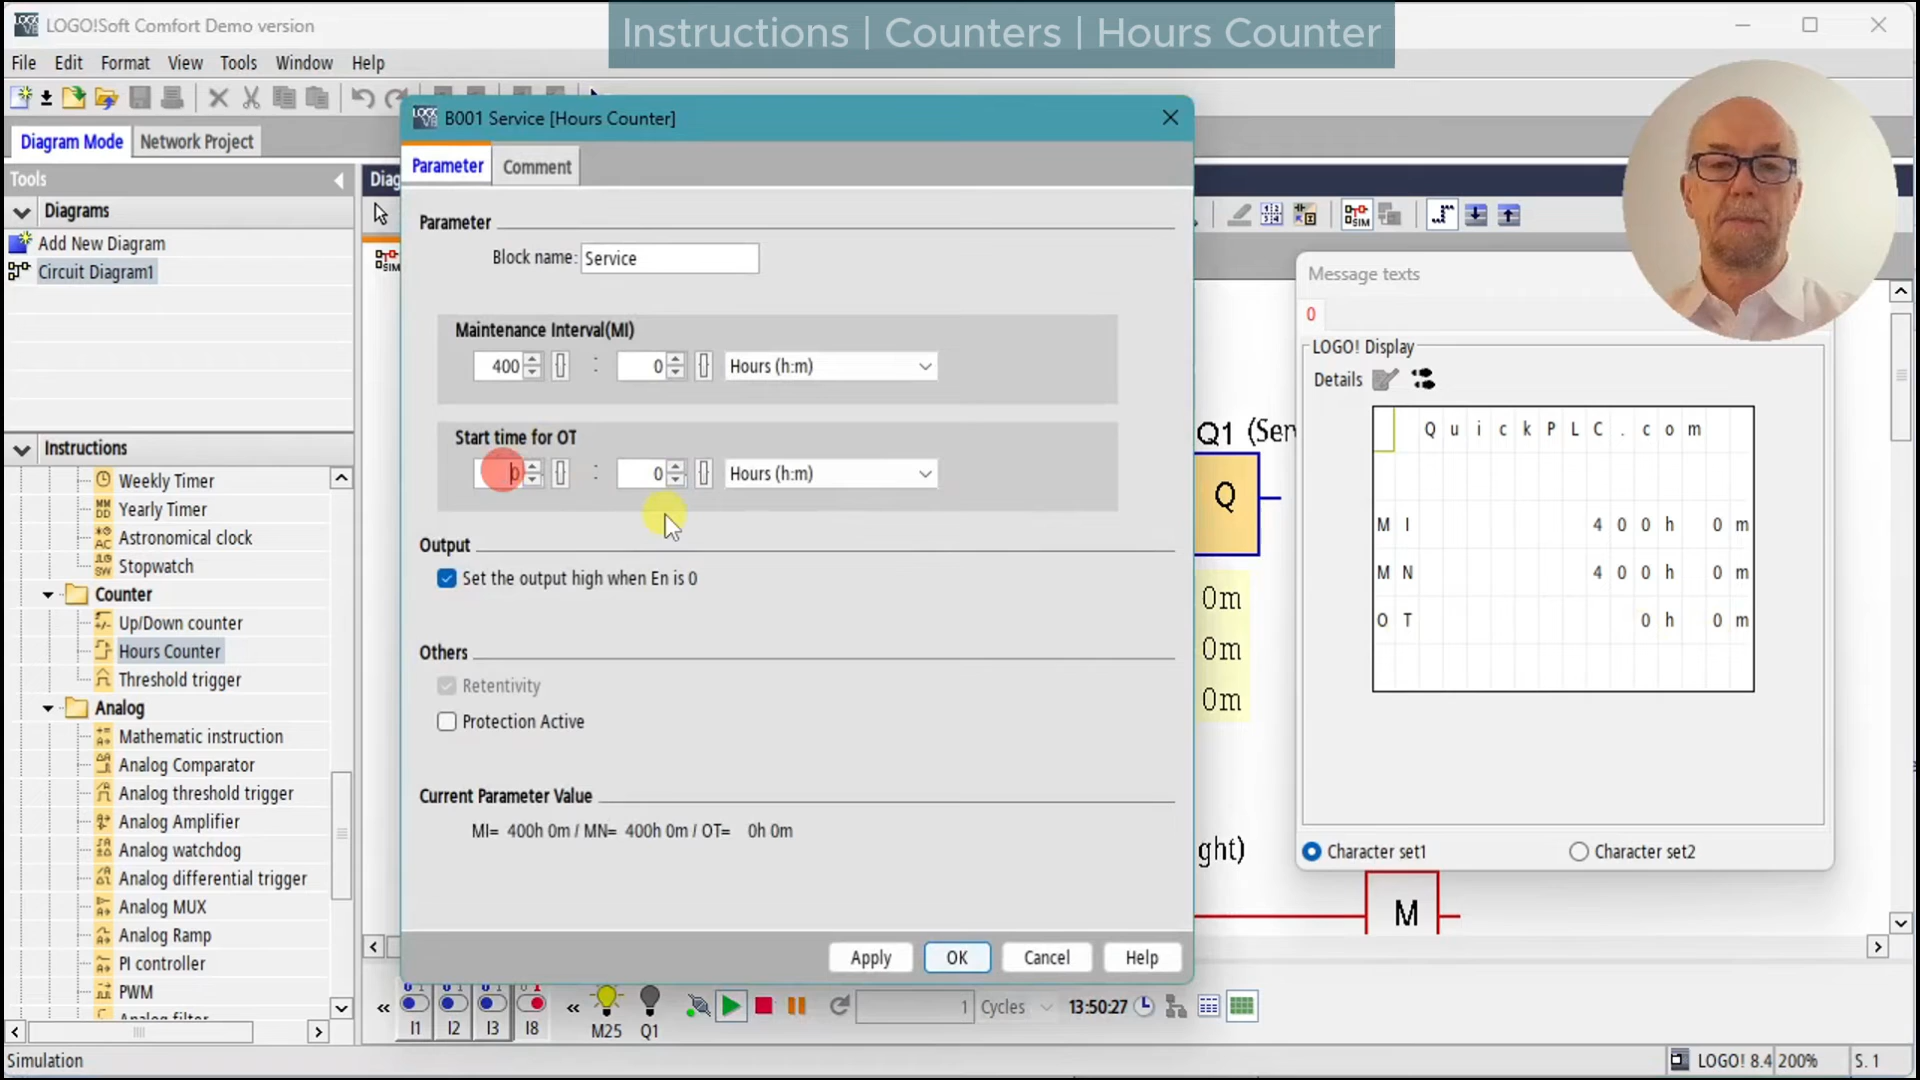 LOGO!Soft Comfort Demo version
Instructions | Counters | Hours Counter
File Edit Format View Tools Window Help
Diagram Mode
Network Project
Tools
Diagrams
Add New Diagram
Circuit Diagram1
Instructions
Weekly Timer
Yearly Timer
Astronomical clock
Stopwatch
Counter
Up/Down counter
Hours Counter
Threshold trigger
Analog
Mathematic instruction
Analog Comparator
Analog threshold trigger
Analog Amplifier
Analog watchdog
Analog differential trigger
Analog MUX
Analog Ramp
PI controller
PWM
Analog filter
Diag
B001 Service [Hours Counter]
Parameter
Comment
Parameter
Block name: Service
Maintenance Interval(MI)
400 : 0 Hours (h:m)
Start time for OT
0 : 0 Hours (h:m)
Output
Set the output high when En is 0
Others
Retentivity
Protection Active
Current Parameter Value
MI= 400h 0m / MN= 400h 0m / OT= 0h 0m
Apply
OK
Cancel
Help
Q1 (Ser
Q
0m
0m
0m
ght)
M
Message texts
0
LOGO! Display
Details
QuickPLC.com
MI 400h 0m
MN 400h 0m
OT 0h 0m
Character set1
Character set2
I1
I2
I3
I8
M25
Q1
1 Cycles
13:50:27
Simulation
LOGO! 8.4
200%
S. 1